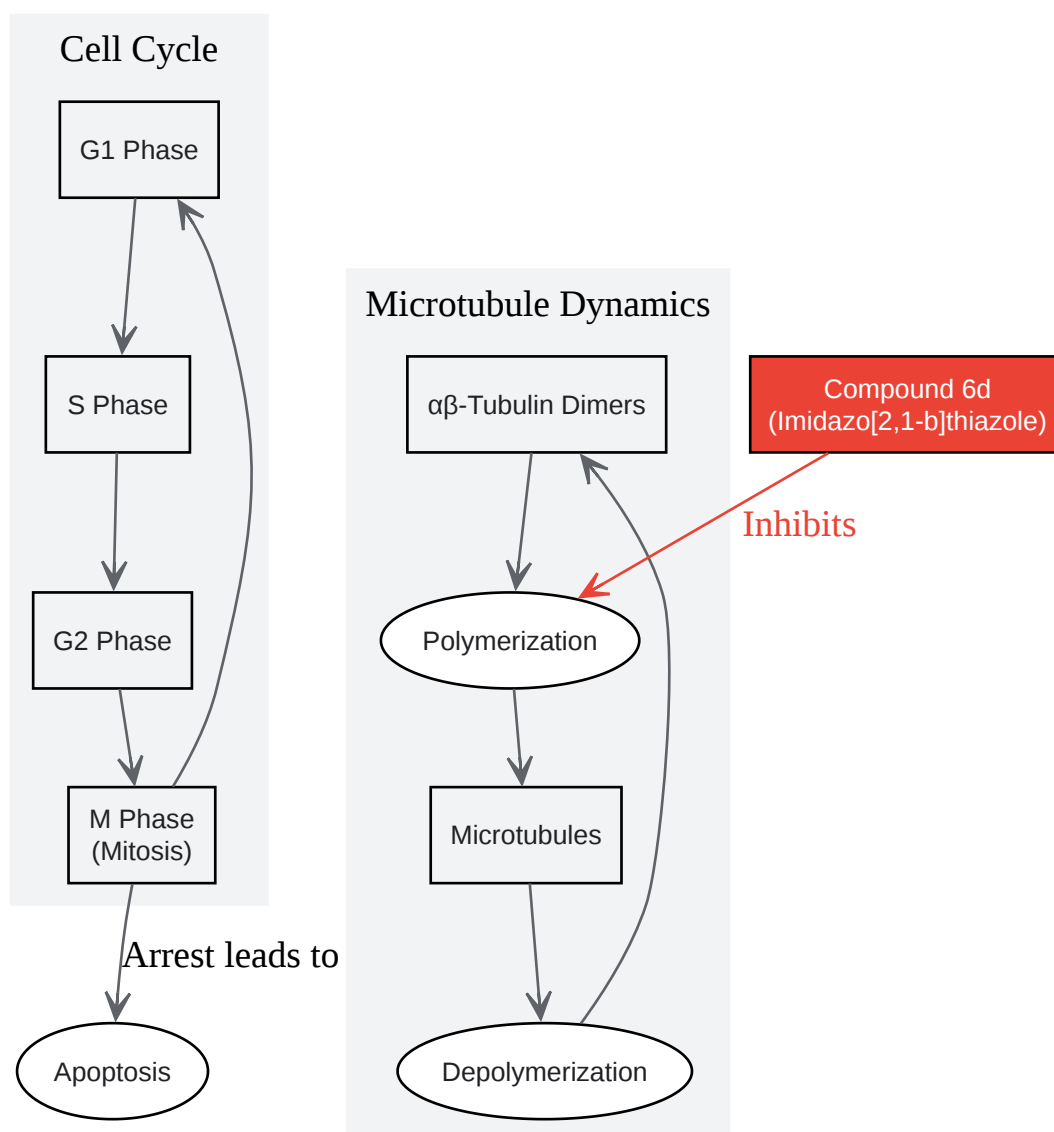 Cell Cycle
G1 Phase
S Phase
G2 Phase
M Phase
(Mitosis)
Arrest leads to
Apoptosis
Microtubule Dynamics
αβ-Tubulin Dimers
Polymerization
Microtubules
Depolymerization
Compound 6d
(Imidazo[2,1-b]thiazole)
Inhibits